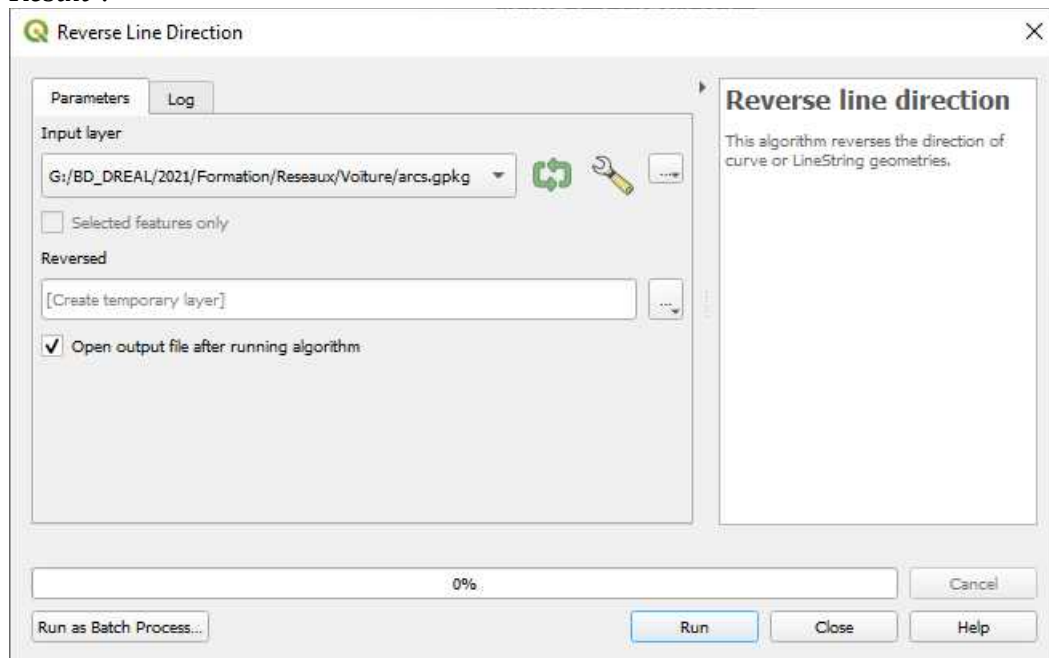 Reverse Line Direction
Parameters
Log
Input layer
G:/BD_DREAL/2021/Formation/Reseaux/Voiture/arcs.gpkg
Selected features only
Reversed
[Create temporary layer]
Open output file after running algorithm
Reverse line direction
This algorithm reverses the direction of
curve or LineString geometries.
0%
Cancel
Run as Batch Process...
Run
Close
Help